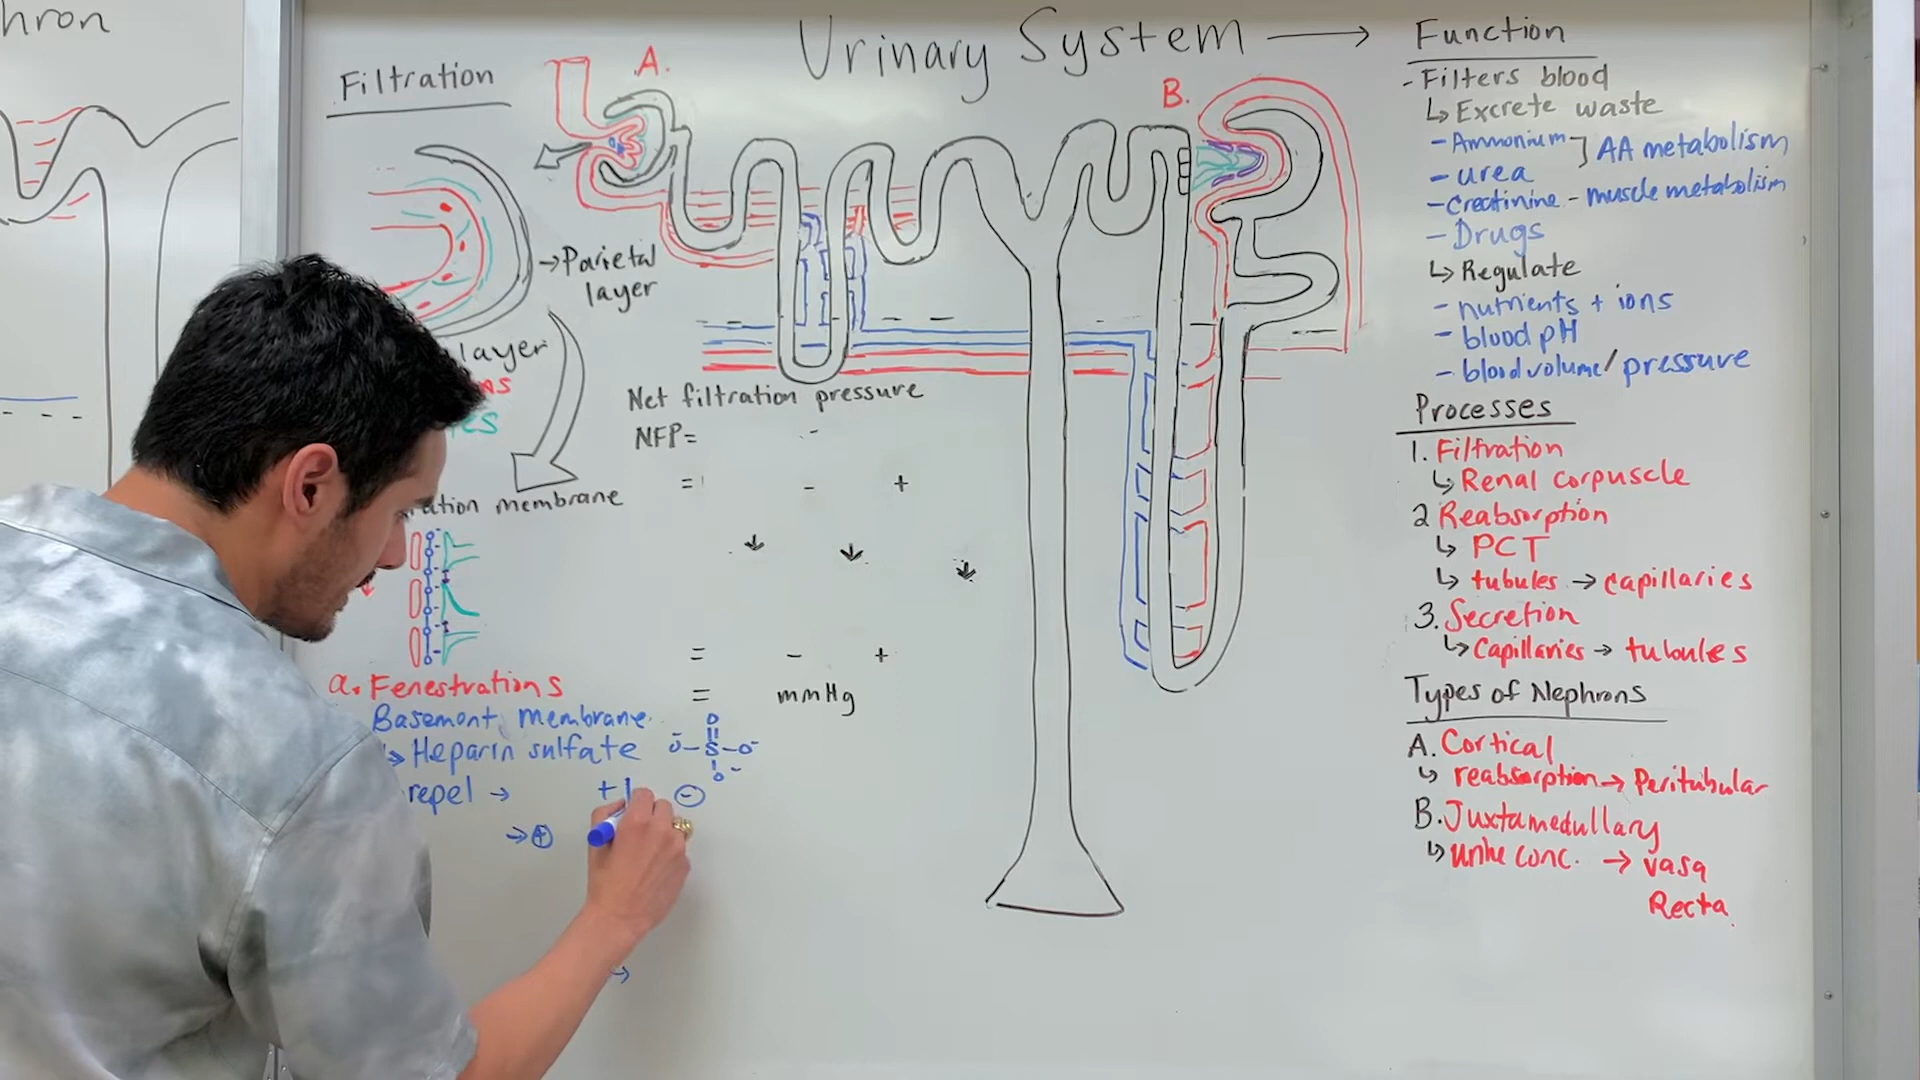 hron
Urinary System →
Filtration
A.
B.
→ Parietal
layer
layer
Net filtration pressure
NFP= -
= - +
membrane
↓ ↓ ↓
= - +
= mmHg
a. Fenestrations
Basement membrane
↳ Heparin sulfate
O⁻ – S – O⁻
O
O⁻
repel →
+
⊖
→ ⊕
→
Function
- Filters blood
↳ Excrete waste
- Ammonium ] AA metabolism
- urea
- Creatinine - muscle metabolism
- Drugs
↳ Regulate
- nutrients + ions
- blood pH
- blood volume / pressure
Processes
1. Filtration
↳ Renal corpuscle
2 Reabsorption
↳ PCT
↳ tubules → capillaries
3. Secretion
↳ Capillaries → tubules
Types of Nephrons
A. Cortical
↳ reabsorption → Peritubular
B. Juxtamedullary
↳ conc. → vasa
Recta